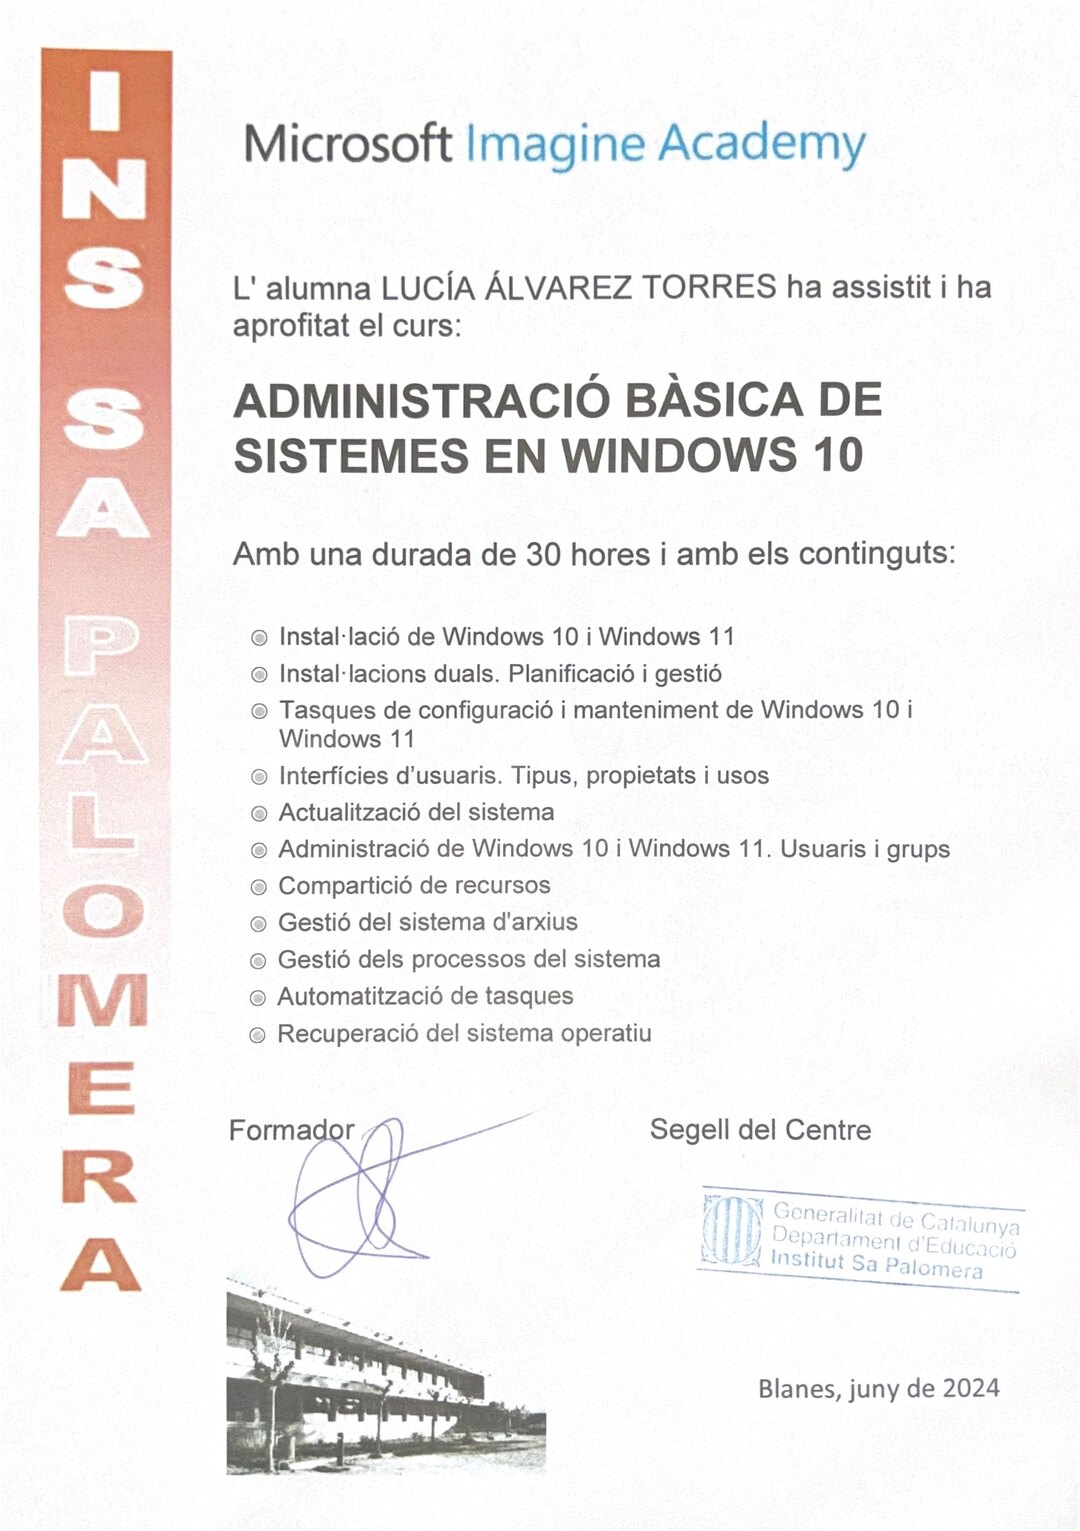 INS SA PALOMERA
Microsoft Imagine Academy
L' alumna LUCÍA ÁLVAREZ TORRES ha assistit i ha
aprofitat el curs:
ADMINISTRACIÓ BÀSICA DE
SISTEMES EN WINDOWS 10
Amb una durada de 30 hores i amb els continguts:
Instal·lació de Windows 10 i Windows 11
Instal·lacions duals. Planificació i gestió
Tasques de configuració i manteniment de Windows 10 i
Windows 11
Interfícies d’usuaris. Tipus, propietats i usos
Actualització del sistema
Administració de Windows 10 i Windows 11. Usuaris i grups
Compartició de recursos
Gestió del sistema d'arxius
Gestió dels processos del sistema
Automatització de tasques
Recuperació del sistema operatiu
Formador
Segell del Centre
Generalitat de Catalunya
Departament d'Educació
Institut Sa Palomera
Blanes, juny de 2024